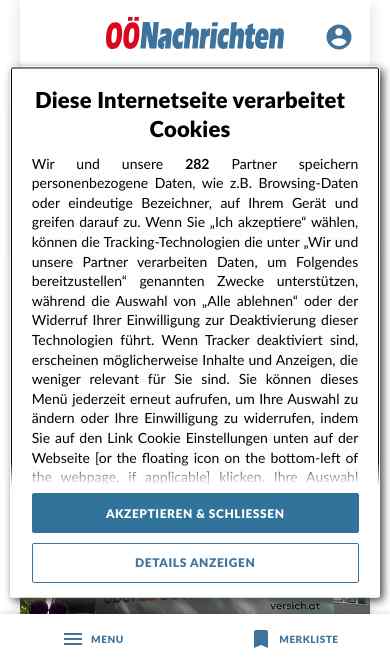 OÖNachrichten
Diese Internetseite verarbeitet
Cookies
Wir und unsere 282 Partner speichern
personenbezogene Daten, wie z.B. Browsing-Daten
oder eindeutige Bezeichner, auf Ihrem Gerät und
greifen darauf zu. Wenn Sie „Ich akzeptiere“ wählen,
können die Tracking-Technologien die unter „Wir und
unsere Partner verarbeiten Daten, um Folgendes
bereitzustellen“ genannten Zwecke unterstützen,
während die Auswahl von „Alle ablehnen“ oder der
Widerruf Ihrer Einwilligung zur Deaktivierung dieser
Technologien führt. Wenn Tracker deaktiviert sind,
erscheinen möglicherweise Inhalte und Anzeigen, die
weniger relevant für Sie sind. Sie können dieses
Menü jederzeit erneut aufrufen, um Ihre Auswahl zu
ändern oder Ihre Einwilligung zu widerrufen, indem
Sie auf den Link Cookie Einstellungen unten auf der
Webseite [or the floating icon on the bottom-left of
the webpage, if applicable] klicken. Ihre Auswahl
AKZEPTIEREN & SCHLIESSEN
DETAILS ANZEIGEN
versich.at
MENU
MERKLISTE